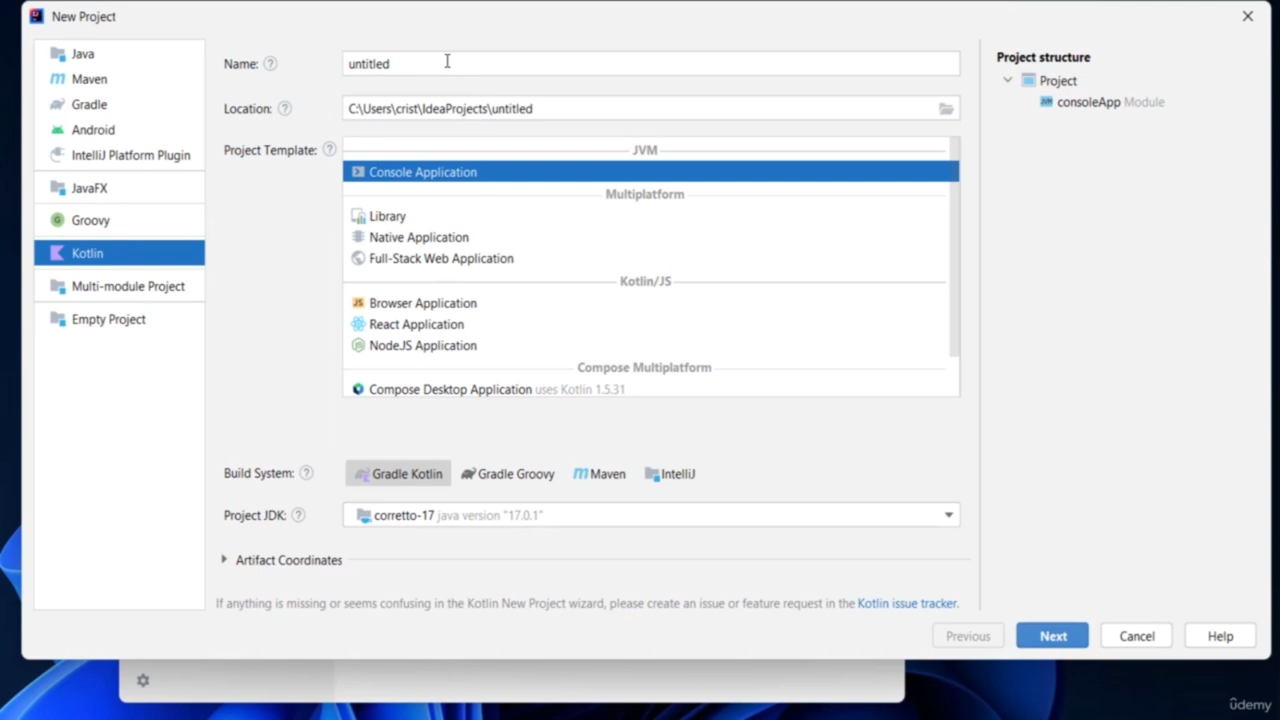 New Project
Java
Maven
Gradle
Android
IntelliJ Platform Plugin
JavaFX
Groovy
Kotlin
Multi-module Project
Empty Project
Name: ? untitled
Location: ? C:\Users\crist\IdeaProjects\untitled
Project Template: ?
JVM
Console Application
Multiplatform
Library
Native Application
Full-Stack Web Application
Kotlin/JS
JS Browser Application
React Application
NodeJS Application
Compose Multiplatform
Compose Desktop Application uses Kotlin 1.5.31
Build System: ? Gradle Kotlin Gradle Groovy Maven IntelliJ
Project JDK: ? corretto-17 java version "17.0.1"
Artifact Coordinates
If anything is missing or seems confusing in the Kotlin New Project wizard, please create an issue or feature request in the Kotlin issue tracker.
Previous Next Cancel Help
Project structure
Project
consoleApp Module
ûdemy